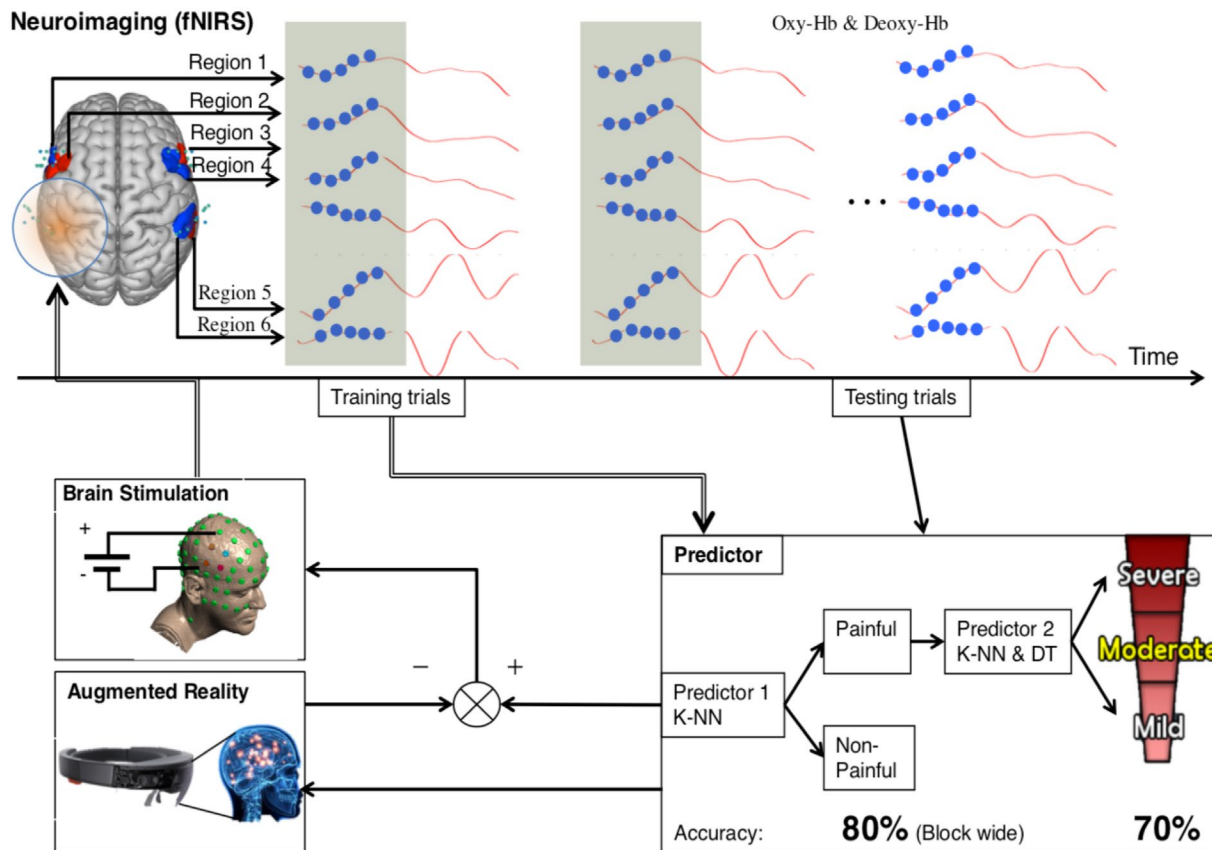 Neuroimaging (fNIRS)
Oxy-Hb & Deoxy-Hb
Region 1
Region 2
Region 3
Region 4
...
Region 5
Region 6
Time
Training trials
Testing trials
Brain Stimulation
+
-
Predictor
Severe
Painful
Predictor 2
K-NN & DT
Moderate
− +
Augmented Reality
Predictor 1
K-NN
Mild
Non-
Painful
Accuracy: 80% (Block wide) 70%